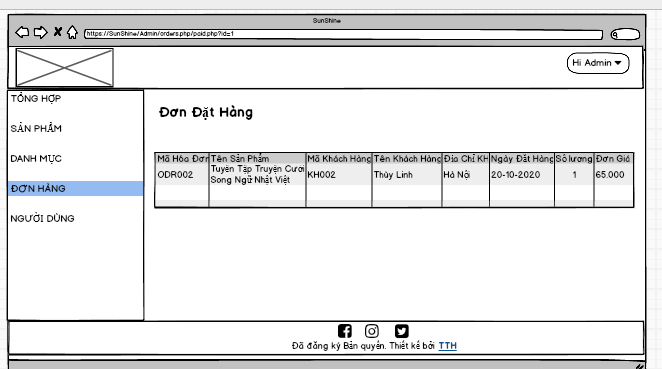 SunShine
https://SunShine/Admin/orders.php/paid.php?id=1
Hi Admin
TỔNG HỢP
SẢN PHẨM
DANH MỤC
ĐƠN HÀNG
NGƯỜI DÙNG
Đơn Đặt Hàng
Mã Hóa Đơn Tên Sản Phẩm Mã Khách Hàng Tên Khách Hàng Địa Chỉ KH Ngày Đặt Hàng Số lượng Đơn Giá
ODR002 Tuyển Tập Truyện Cười KH002 Thùy Linh Hà Nội 20-10-2020 1 65.000
Song Ngữ Nhật Việt
Đã đăng ký Bản quyền. Thiết kế bởi TTH